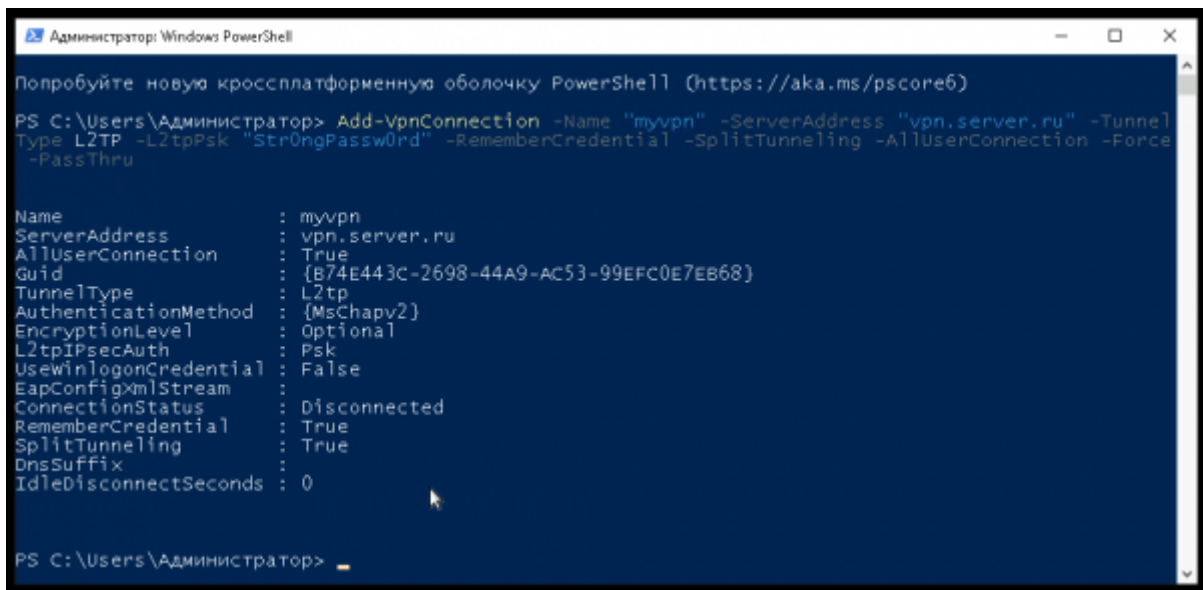 Администратор: Windows PowerShell
Попробуйте новую кроссплатформенную оболочку PowerShell (https://aka.ms/pscore6)
PS C:\Users\Администратор> Add-VpnConnection -Name "myvpn" -ServerAddress "vpn.server.ru" -Tunnel
Type L2TP -L2tpPsk "Str0ngPassw0rd" -RememberCredential -SplitTunneling -AllUserConnection -Force
-PassThru
Name : myvpn
ServerAddress : vpn.server.ru
AllUserConnection : True
Guid : {B74E443C-2698-44A9-AC53-99EFC0E7EB68}
TunnelType : L2tp
AuthenticationMethod : {MsChapv2}
EncryptionLevel : Optional
L2tpIPsecAuth : Psk
UseWinlogonCredential : False
EapConfigXmlStream :
ConnectionStatus : Disconnected
RememberCredential : True
SplitTunneling : True
DnsSuffix :
IdleDisconnectSeconds : 0
PS C:\Users\Администратор>